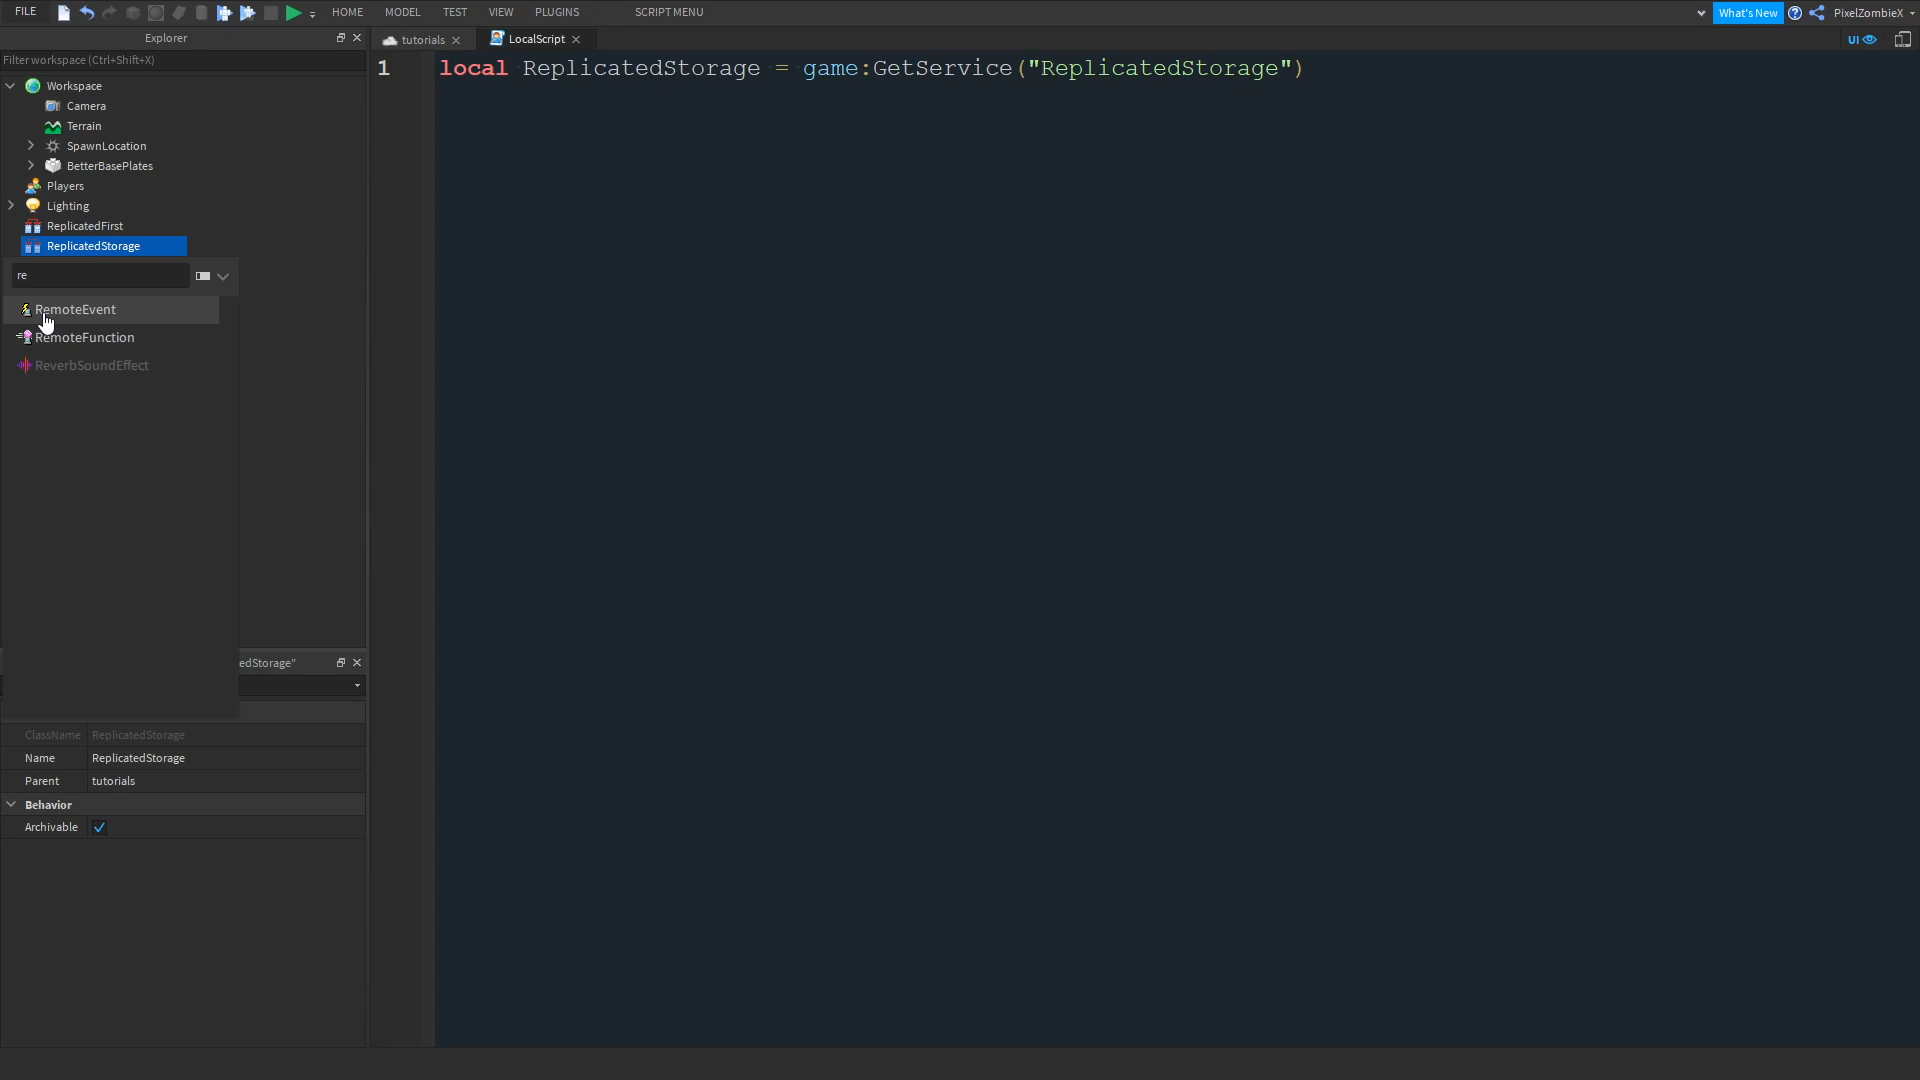 FILE
HOME
MODEL
TEST
VIEW
PLUGINS
SCRIPT MENU
What's New
PixelZombieX
Explorer
tutorials
LocalScript
UI
Filter workspace (Ctrl+Shift+X)
1
local ReplicatedStorage = game:GetService("ReplicatedStorage")
Workspace
Camera
Terrain
SpawnLocation
BetterBasePlates
Players
Lighting
ReplicatedFirst
ReplicatedStorage
re
RemoteEvent
RemoteFunction
ReverbSoundEffect
edStorage"
ClassName ReplicatedStorage
Name ReplicatedStorage
Parent tutorials
Behavior
Archivable